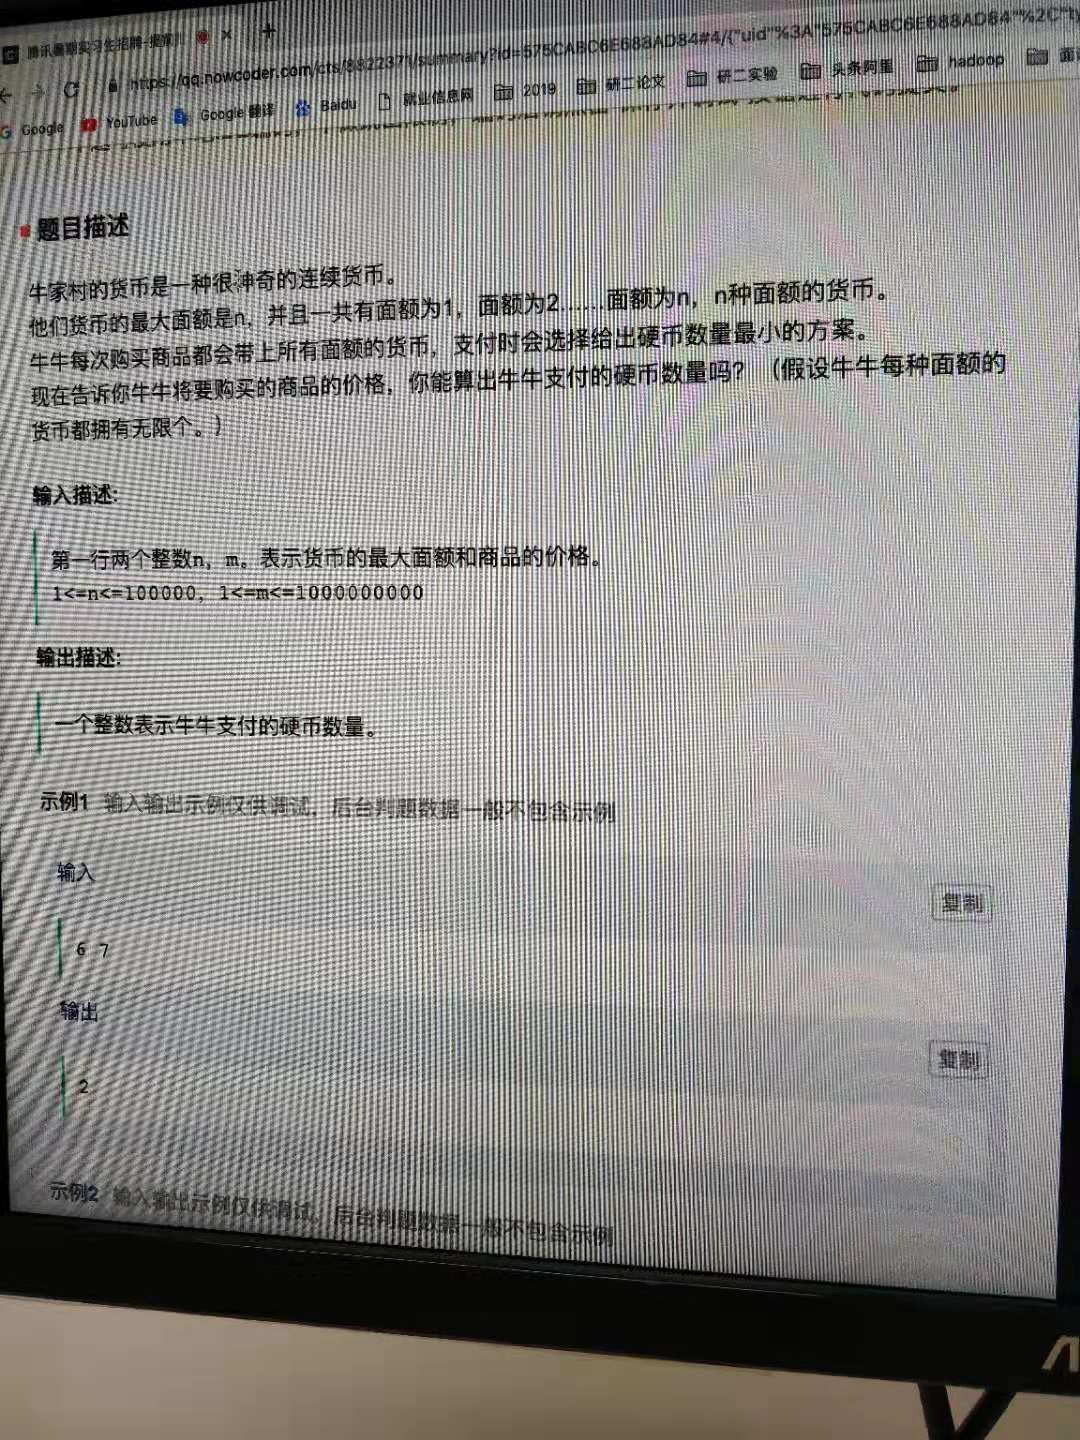 腾讯暑期实习生招聘-提前
https://qq.nowcoder.com/cts/882237
/summary?id=575CABC6E688AD84#4/{"uid"%3A"575CABC6E688AD84"%2C"ty
Google YouTube Google 翻译 Baidu 就业信息网 2019 研二论文 研二实验 头条阿里 hadoop
题目描述
牛家村的货币是一种很神奇的连续货币。
他们货币的最大面额是n，并且一共有面额为1，面额为2……面额为n，n种面额的货币。
牛牛每次购买商品都会带上所有面额的货币，支付时会选择给出硬币数量最小的方案。
现在告诉你牛牛将要购买的商品的价格，你能算出牛牛支付的硬币数量吗？（假设牛牛每种面额的
货币都拥有无限个。）
输入描述:
第一行两个整数n，m。表示货币的最大面额和商品的价格。
1<=n<=100000，1<=m<=1000000000
输出描述:
一个整数表示牛牛支付的硬币数量。
示例1 输入输出示例仅供调试，后台判题数据一般不包含示例
输入
复制
6 7
输出
复制
2
示例2 输入输出示例仅供调试，后台判题数据一般不包含示例